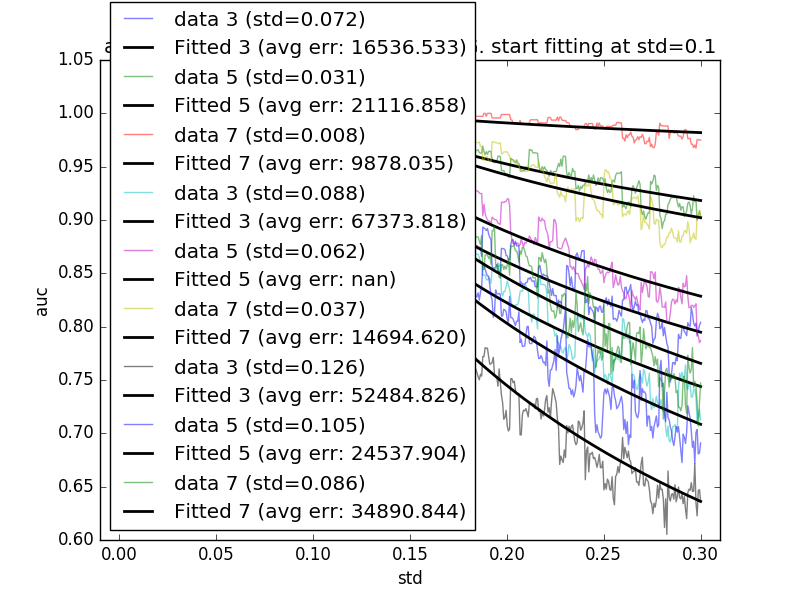 data 3 (std=0.072)
Fitted 3 (avg err: 16536.533)
data 5 (std=0.031)
Fitted 5 (avg err: 21116.858)
data 7 (std=0.008)
Fitted 7 (avg err: 9878.035)
data 3 (std=0.088)
Fitted 3 (avg err: 67373.818)
data 5 (std=0.062)
Fitted 5 (avg err: nan)
data 7 (std=0.037)
Fitted 7 (avg err: 14694.620)
data 3 (std=0.126)
Fitted 3 (avg err: 52484.826)
data 5 (std=0.105)
Fitted 5 (avg err: 24537.904)
data 7 (std=0.086)
Fitted 7 (avg err: 34890.844)
start fitting at std=0.1
1.05
1.00
0.95
0.90
0.85
0.80
0.75
0.70
0.65
0.60
auc
0.00
0.05
0.10
0.15
0.20
0.25
0.30
std